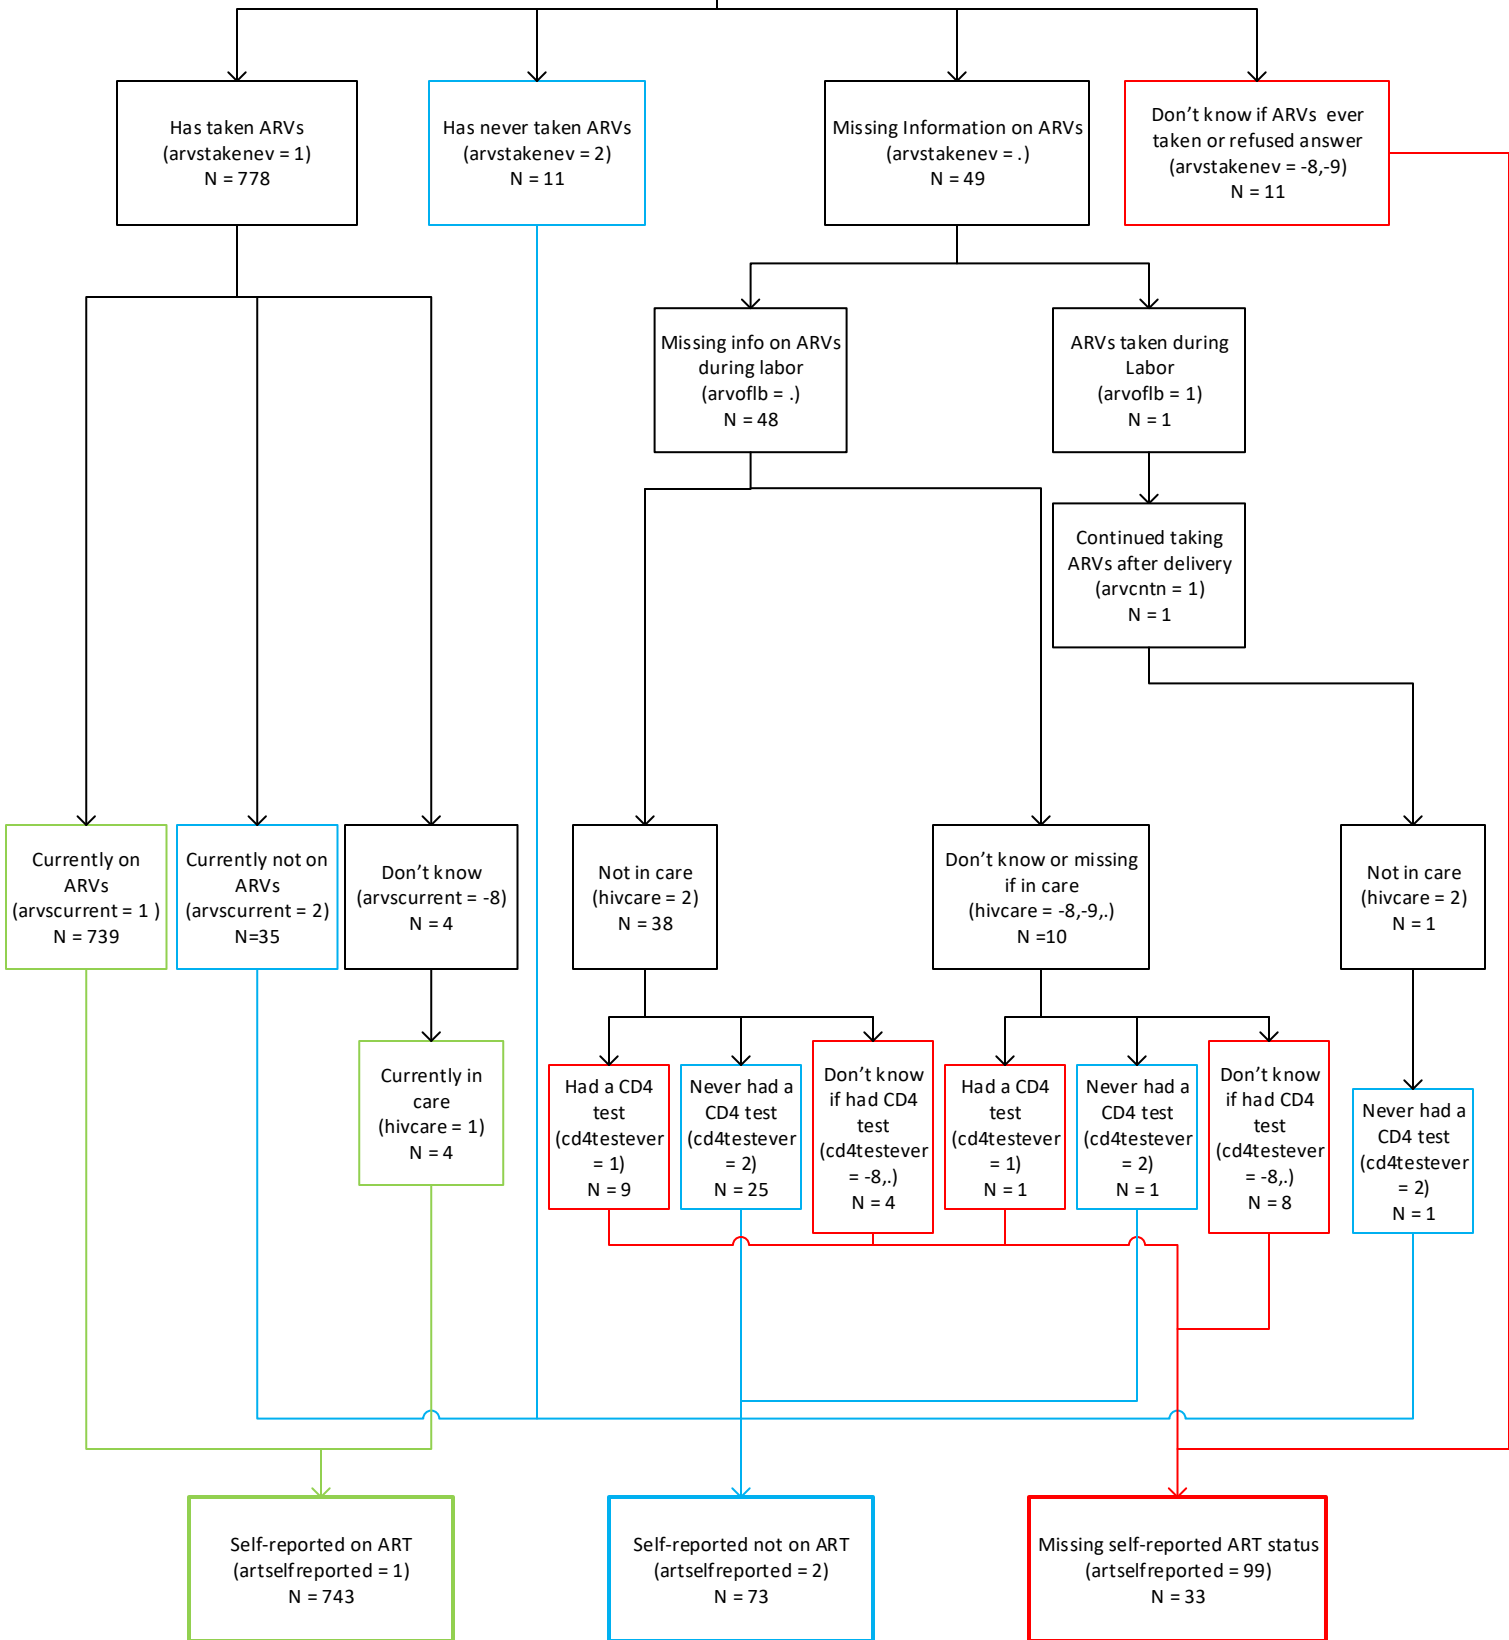 Has taken ARVs
(arvstakenev = 1)
N = 778
Has never taken ARVs
(arvstakenev = 2)
N = 11
Missing Information on ARVs
(arvstakenev = .)
N = 49
Don't know if ARVs ever
taken or refused answer
(arvstakenev = -8,-9)
N = 11
Missing info on ARVs
during labor
(arvoflb = .)
N = 48
ARVs taken during
Labor
(arvoflb = 1)
N = 1
Continued taking
ARVs after delivery
(arvcntn = 1)
N = 1
Currently on
ARVs
(arvscurrent = 1 )
N = 739
Currently not on
ARVs
(arvscurrent = 2)
N=35
Don't know
(arvscurrent = -8)
N = 4
Not in care
(hivcare = 2)
N = 38
Don't know or missing
if in care
(hivcare = -8,-9,.)
N =10
Not in care
(hivcare = 2)
N = 1
Currently in
care
(hivcare = 1)
N = 4
Had a CD4
test
(cd4testever
= 1)
N = 9
Never had a
CD4 test
(cd4testever
= 2)
N = 25
Don't know
if had CD4
test
(cd4testever
= -8,.)
N = 4
Had a CD4
test
(cd4testever
= 1)
N = 1
Never had a
CD4 test
(cd4testever
= 2)
N = 1
Don't know
if had CD4
test
(cd4testever
= -8,.)
N = 8
Never had a
CD4 test
(cd4testever
= 2)
N = 1
Self-reported on ART
(artselfreported = 1)
N = 743
Self-reported not on ART
(artselfreported = 2)
N = 73
Missing self-reported ART status
(artselfreported = 99)
N = 33